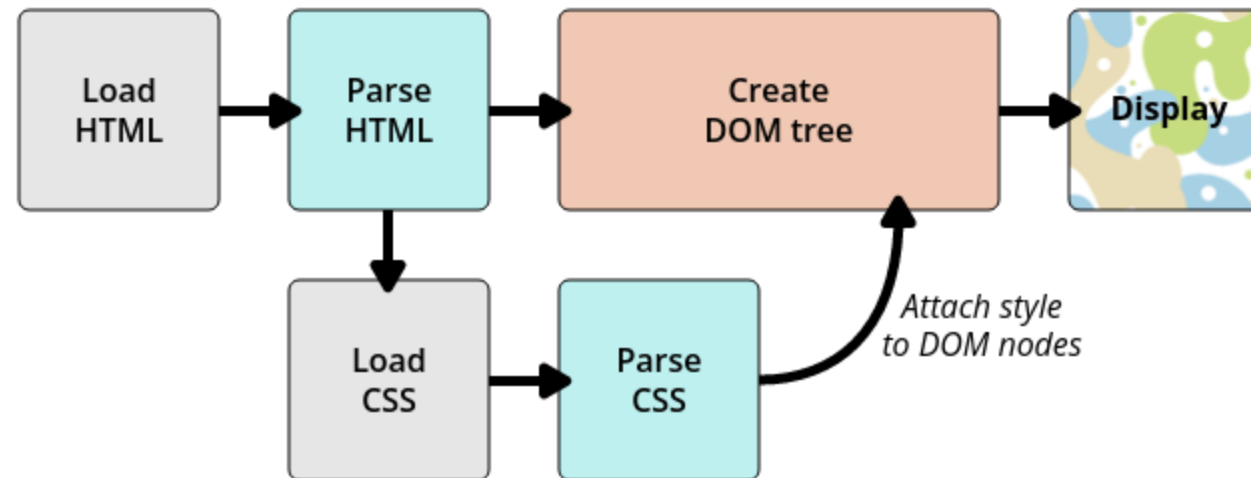 Load
HTML
Parse
HTML
Create
DOM tree
Display
Load
CSS
Parse
CSS
Attach style
to DOM nodes